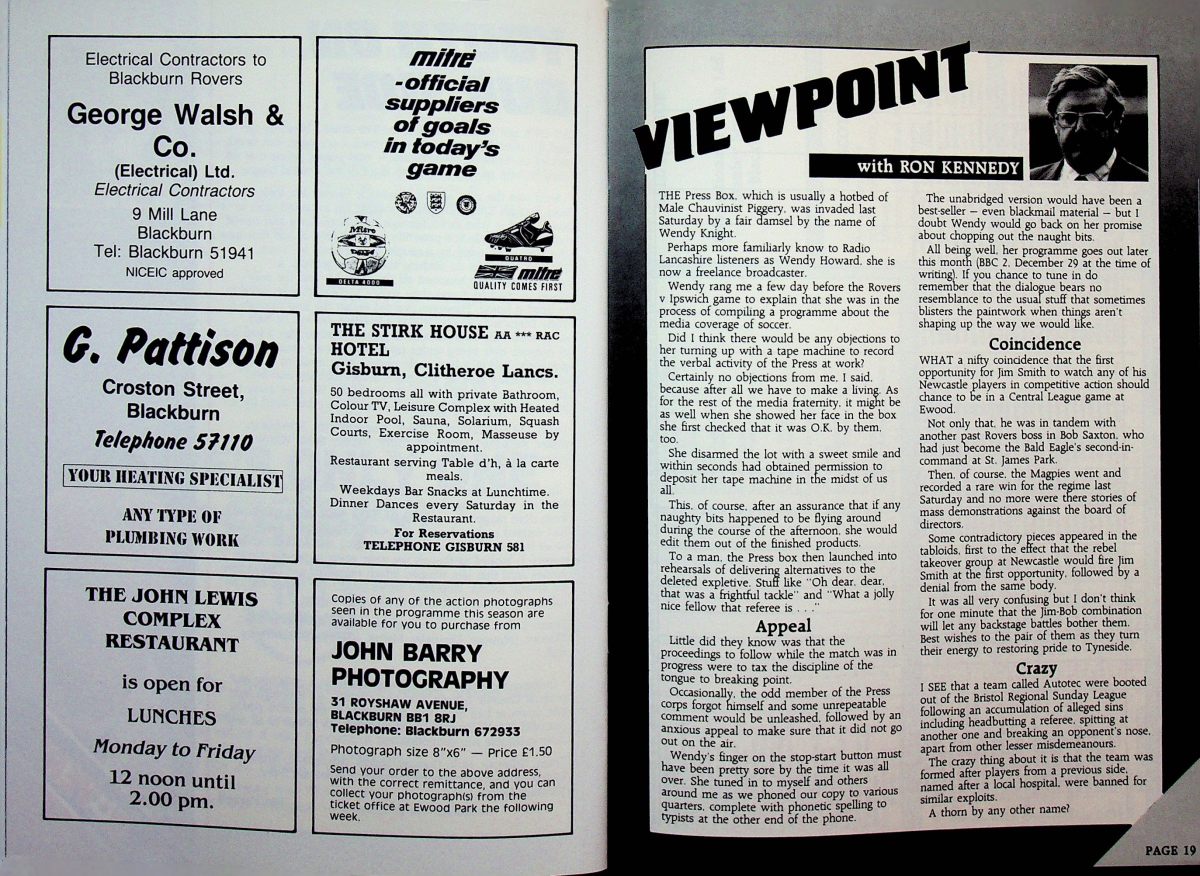 Electrical Contractors to
Blackburn Rovers
George Walsh &
Co.
(Electrical) Ltd.
Electrical Contractors
9 Mill Lane
Blackburn
Tel: Blackburn 51941
NICEIC approved
mitre
-official
suppliers
of goals
in today's
game
Mitre
DELTA 4000
QUATRO
mitre
QUALITY COMES FIRST
G. Pattison
Croston Street,
Blackburn
Telephone 57110
YOUR HEATING SPECIALIST
ANY TYPE OF
PLUMBING WORK
THE STIRK HOUSE AA *** RAC
HOTEL
Gisburn, Clitheroe Lancs.
50 bedrooms all with private Bathroom,
Colour TV, Leisure Complex with Heated
Indoor Pool, Sauna, Solarium, Squash
Courts, Exercise Room, Masseuse by
appointment.
Restaurant serving Table d'h, à la carte
meals.
Weekdays Bar Snacks at Lunchtime.
Dinner Dances every Saturday in the
Restaurant.
For Reservations
TELEPHONE GISBURN 581
THE JOHN LEWIS
COMPLEX
RESTAURANT
is open for
LUNCHES
Monday to Friday
12 noon until
2.00 pm.
Copies of any of the action photographs
seen in the programme this season are
available for you to purchase from
JOHN BARRY
PHOTOGRAPHY
31 ROYSHAW AVENUE,
BLACKBURN BB1 8RJ
Telephone: Blackburn 672933
Photograph size 8"x6" — Price £1.50
Send your order to the above address,
with the correct remittance, and you can
collect your photograph(s) from the
ticket office at Ewood Park the following
week.
VIEWPOINT
with RON KENNEDY
THE Press Box, which is usually a hotbed of
Male Chauvinist Piggery, was invaded last
Saturday by a fair damsel by the name of
Wendy Knight.
Perhaps more familiarly know to Radio
Lancashire listeners as Wendy Howard, she is
now a freelance broadcaster.
Wendy rang me a few day before the Rovers
v Ipswich game to explain that she was in the
process of compiling a programme about the
media coverage of soccer.
Did I think there would be any objections to
her turning up with a tape machine to record
the verbal activity of the Press at work?
Certainly no objections from me, I said,
because after all we have to make a living. As
for the rest of the media fraternity, it might be
as well when she showed her face in the box
she first checked that it was O.K. by them,
too.
She disarmed the lot with a sweet smile and
within seconds had obtained permission to
deposit her tape machine in the midst of us
all.
This, of course, after an assurance that if any
naughty bits happened to be flying around
during the course of the afternoon, she would
edit them out of the finished products.
To a man, the Press box then launched into
rehearsals of delivering alternatives to the
deleted expletive. Stuff like "Oh dear, dear,
that was a frightful tackle" and "What a jolly
nice fellow that referee is . . ."
Appeal
Little did they know is that the
proceedings to follow while the match was in
progress were to tax the discipline of the
tongue to breaking point.
Occasionally, the odd member of the Press
corps forgot himself and some unrepeatable
comment would be unleashed, followed by an
anxious appeal to make sure that it did not go
out on the air.
Wendy's finger on the stop-start button must
have been pretty sore by the time it was all
over. She tuned in to myself and others
around me as we phoned our copy to various
quarters, complete with phonetic spelling to
typists at the other end of the phone.
The unabridged version would have been a
best-seller — even blackmail material — but I
doubt Wendy would go back on her promise
about chopping out the naught bits.
All being well, her programme goes out later
this month (BBC 2, December 29 at the time of
writing). If you chance to tune in do
remember that the dialogue bears no
resemblance to the usual stuff that sometimes
blisters the paintwork when things aren't
shaping up the way we would like.
Coincidence
WHAT a nifty coincidence that the first
opportunity for Jim Smith to watch any of his
Newcastle players in competitive action should
chance to be in a Central League game at
Ewood.
Not only that, he was in tandem with
another past Rovers boss in Bob Saxton, who
had just become the Bald Eagle's second-in-
command at St. James Park.
Then, of course, the Magpies went and
recorded a rare win for the regime last
Saturday and no more were there stories of
mass demonstrations against the board of
directors.
Some contradictory pieces appeared in the
tabloids, first to the effect that the rebel
takeover group at Newcastle would fire Jim
Smith at the first opportunity, followed by a
denial from the same body.
It was all very confusing but I don't think
for one minute that the Jim-Bob combination
will let any backstage battles bother them.
Best wishes to the pair of them as they turn
their energy to restoring pride to Tyneside.
Crazy
I SEE that a team called Autotec were booted
out of the Bristol Regional Sunday League
following an accumulation of alleged sins
including headbutting a referee, spitting at
another one and breaking an opponent's nose,
apart from other lesser misdemeanours.
The crazy thing about it is that the team was
formed after players from a previous side,
named after a local hospital, were banned for
similar exploits.
A thorn by any other name?
PAGE 19